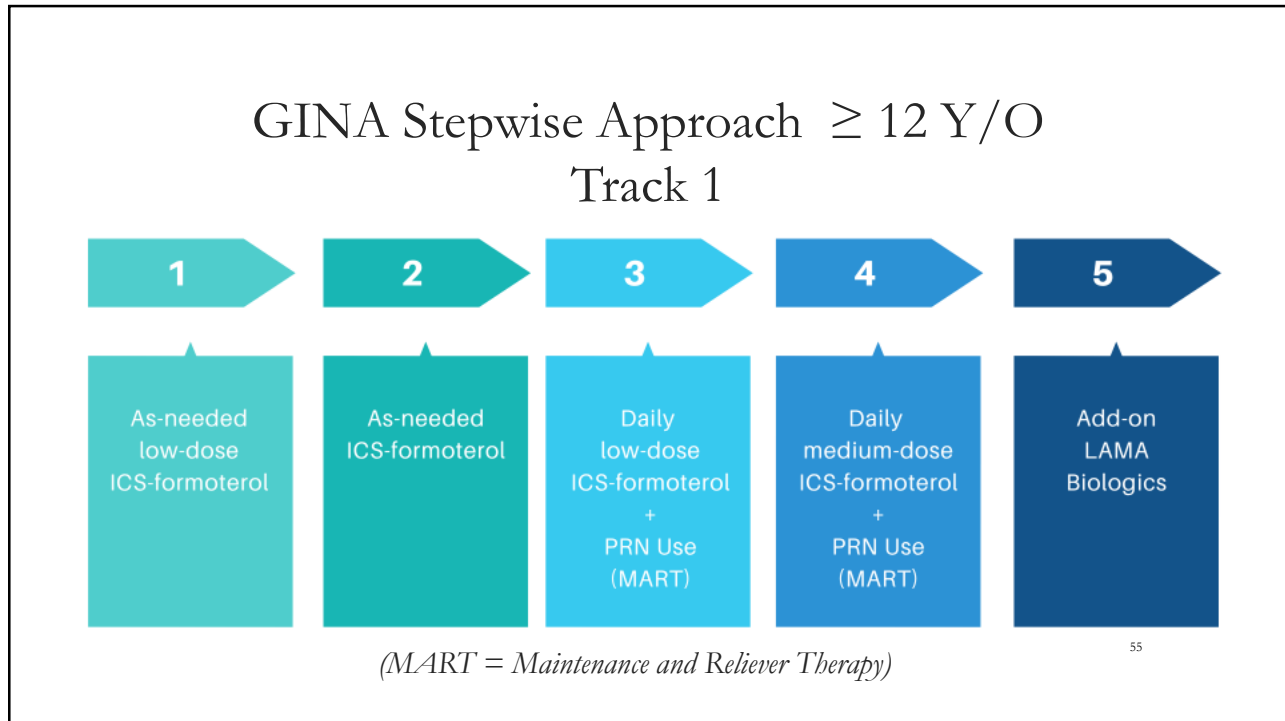 GINA Stepwise Approach ≥ 12 Y/O
Track 1
1
2
3
4
5
As-needed
low-dose
ICS-formoterol
As-needed
ICS-formoterol
Daily
low-dose
ICS-formoterol
+
PRN Use
(MART)
Daily
medium-dose
ICS-formoterol
+
PRN Use
(MART)
Add-on
LAMA
Biologics
(MART = Maintenance and Reliever Therapy)
55